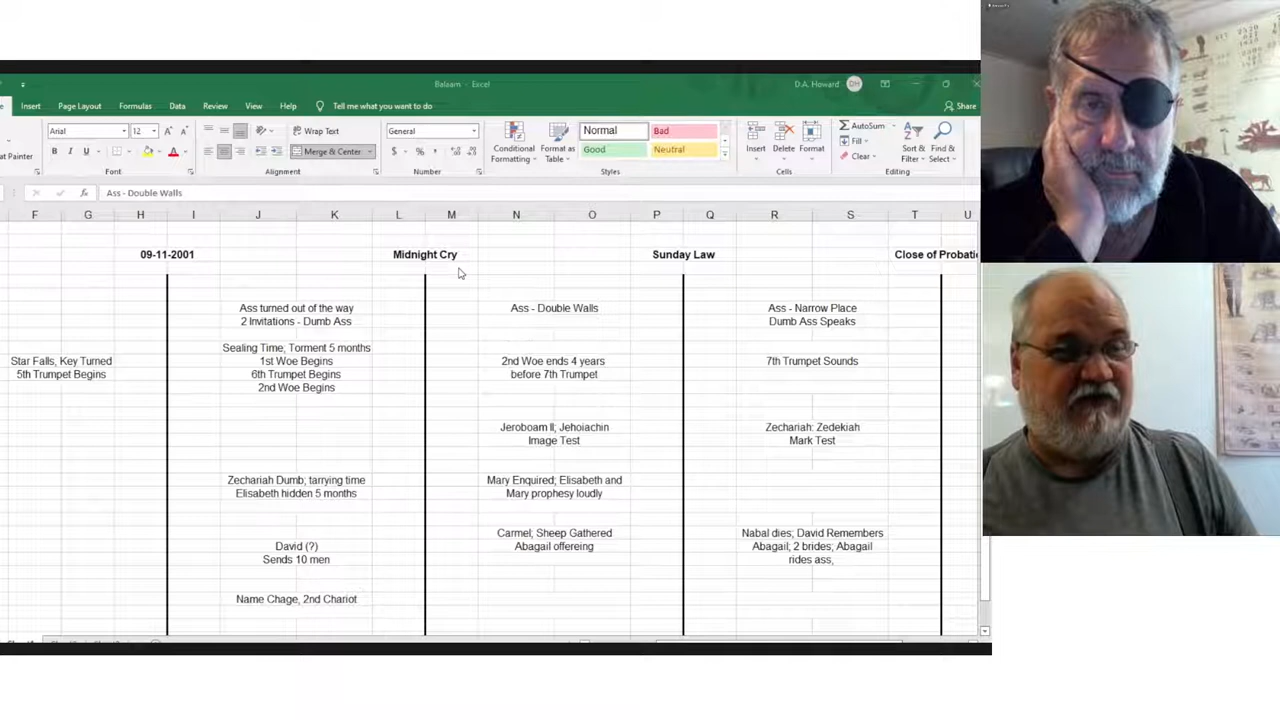 Balaam - Excel
D.A. Howard
DH
Insert
Page Layout
Formulas
Data
Review
View
Help
Tell me what you want to do
Share
at Painter
Arial
12
B I U
Font
Wrap Text
Merge & Center
Alignment
General
$ % ,
Number
Conditional
Formatting
Format as
Table
Normal
Bad
Good
Neutral
Styles
Insert
Delete
Format
Cells
AutoSum
Fill
Clear
Sort &
Filter
Find &
Select
Editing
fx
Ass - Double Walls
F G H I J K L M N O P Q R S T U
09-11-2001
Midnight Cry
Sunday Law
Close of Probati
Ass turned out of the way
2 Invitations - Dumb Ass
Ass - Double Walls
Ass - Narrow Place
Dumb Ass Speaks
Star Falls, Key Turned
5th Trumpet Begins
Sealing Time; Torment 5 months
1st Woe Begins
6th Trumpet Begins
2nd Woe Begins
2nd Woe ends 4 years
before 7th Trumpet
7th Trumpet Sounds
Jeroboam II; Jehoiachin
Image Test
Zechariah: Zedekiah
Mark Test
Zechariah Dumb; tarrying time
Elisabeth hidden 5 months
Mary Enquired; Elisabeth and
Mary prophesy loudly
David (?)
Sends 10 men
Carmel; Sheep Gathered
Abagail offereing
Nabal dies; David Remembers
Abagail; 2 brides; Abagail
rides ass,
Name Chage, 2nd Chariot